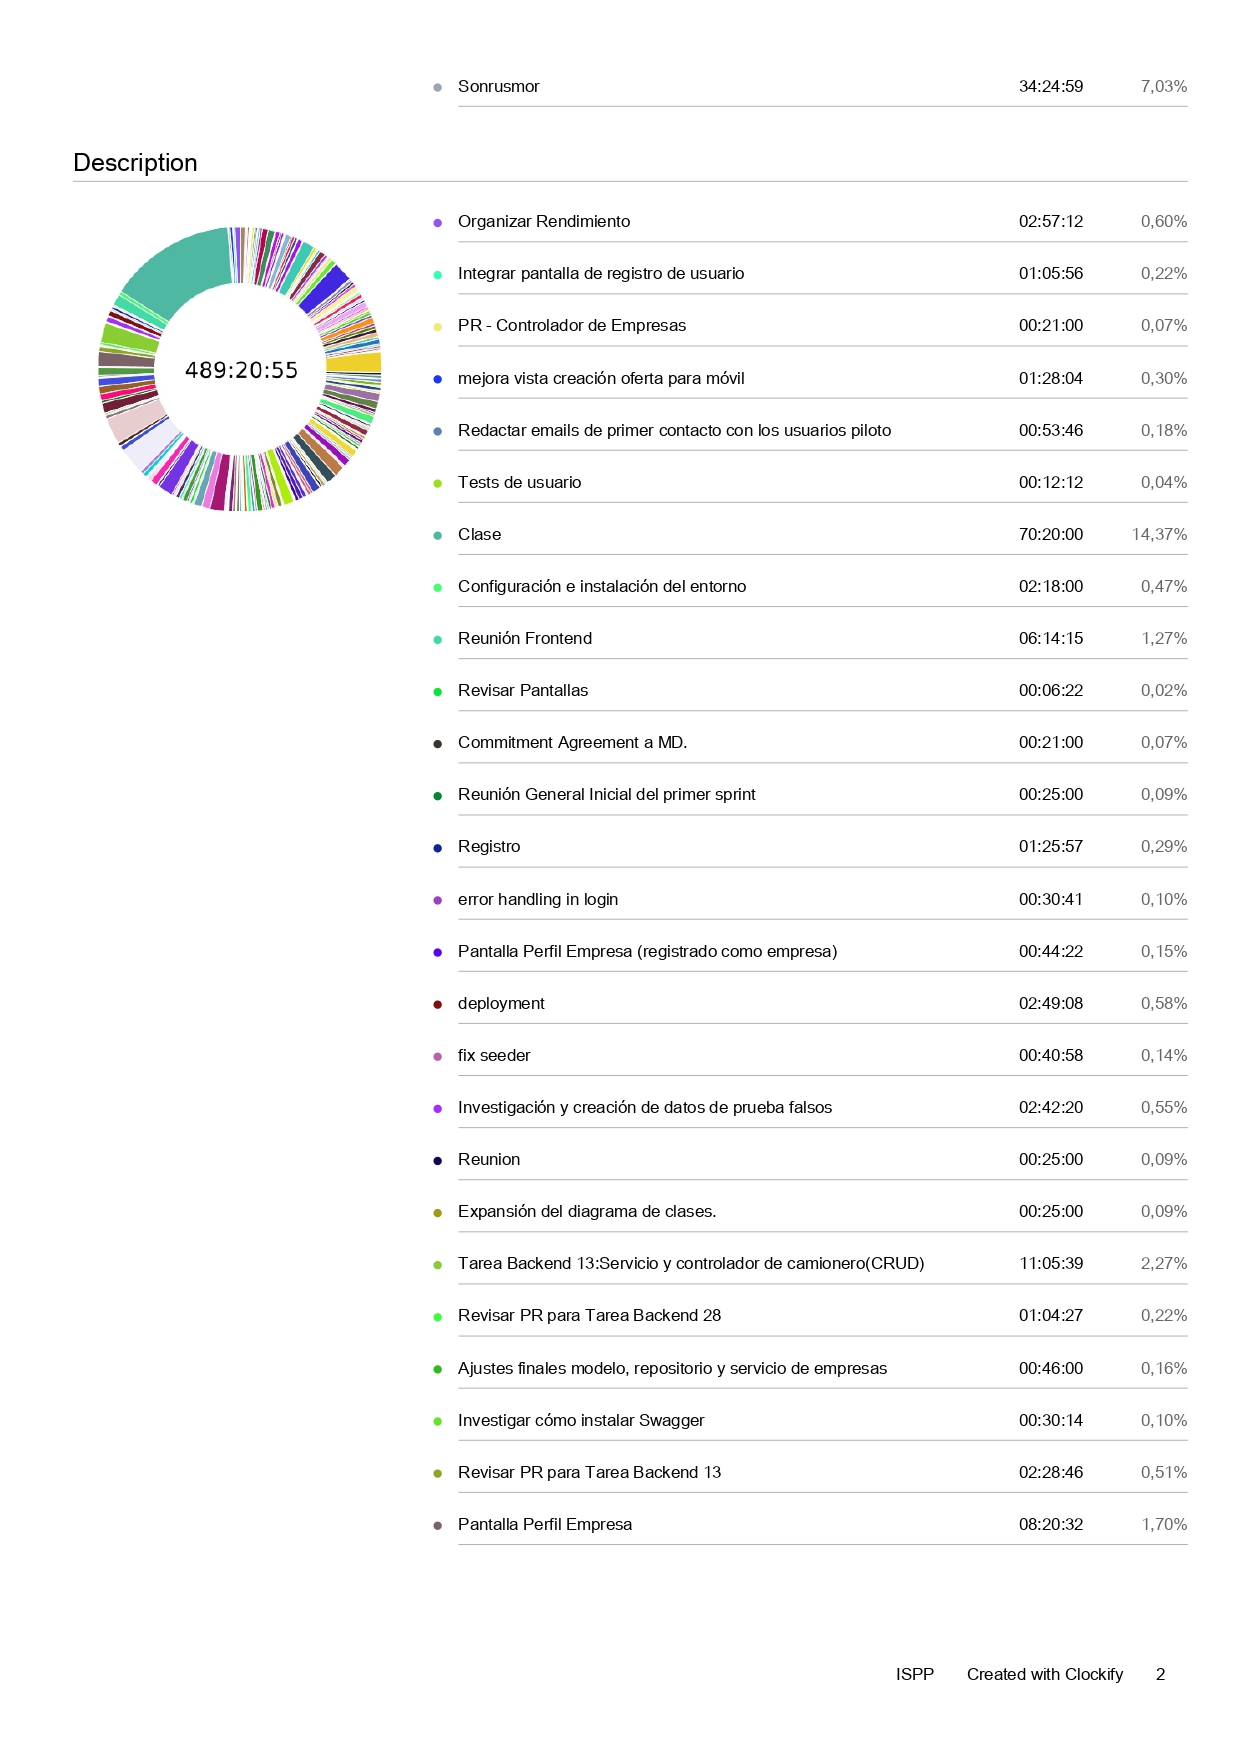 Sonrusmor 34:24:59 7,03%
Description
489:20:55
Organizar Rendimiento 02:57:12 0,60%
Integrar pantalla de registro de usuario 01:05:56 0,22%
PR - Controlador de Empresas 00:21:00 0,07%
mejora vista creación oferta para móvil 01:28:04 0,30%
Redactar emails de primer contacto con los usuarios piloto 00:53:46 0,18%
Tests de usuario 00:12:12 0,04%
Clase 70:20:00 14,37%
Configuración e instalación del entorno 02:18:00 0,47%
Reunión Frontend 06:14:15 1,27%
Revisar Pantallas 00:06:22 0,02%
Commitment Agreement a MD. 00:21:00 0,07%
Reunión General Inicial del primer sprint 00:25:00 0,09%
Registro 01:25:57 0,29%
error handling in login 00:30:41 0,10%
Pantalla Perfil Empresa (registrado como empresa) 00:44:22 0,15%
deployment 02:49:08 0,58%
fix seeder 00:40:58 0,14%
Investigación y creación de datos de prueba falsos 02:42:20 0,55%
Reunion 00:25:00 0,09%
Expansión del diagrama de clases. 00:25:00 0,09%
Tarea Backend 13:Servicio y controlador de camionero(CRUD) 11:05:39 2,27%
Revisar PR para Tarea Backend 28 01:04:27 0,22%
Ajustes finales modelo, repositorio y servicio de empresas 00:46:00 0,16%
Investigar cómo instalar Swagger 00:30:14 0,10%
Revisar PR para Tarea Backend 13 02:28:46 0,51%
Pantalla Perfil Empresa 08:20:32 1,70%
ISPP Created with Clockify 2